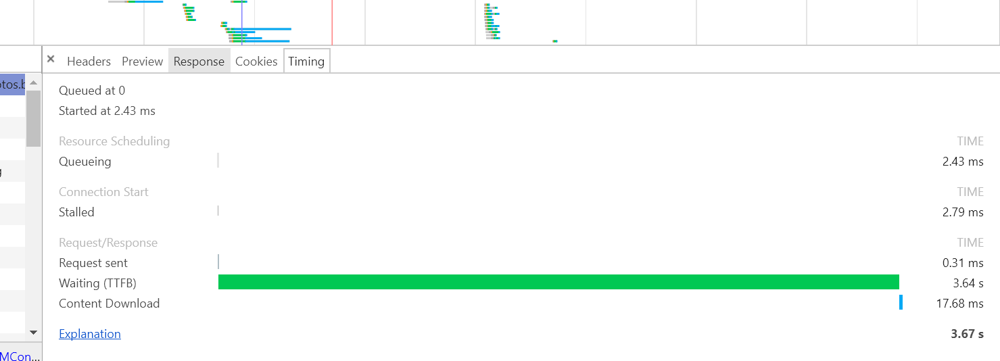 × Headers Preview Response Cookies Timing
otos.b
Queued at 0
Started at 2.43 ms
Resource Scheduling TIME
Queueing 2.43 ms
g
Connection Start TIME
Stalled 2.79 ms
Request/Response TIME
Request sent 0.31 ms
Waiting (TTFB) 3.64 s
Content Download 17.68 ms
Explanation 3.67 s
MCon...